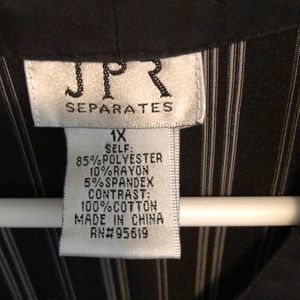 JPR
SEPARATES
1X
SELF:
85%POLYESTER
10%RAYON
5%SPANDEX
CONTRAST:
100%COTTON
MADE IN CHINA
RN#95619